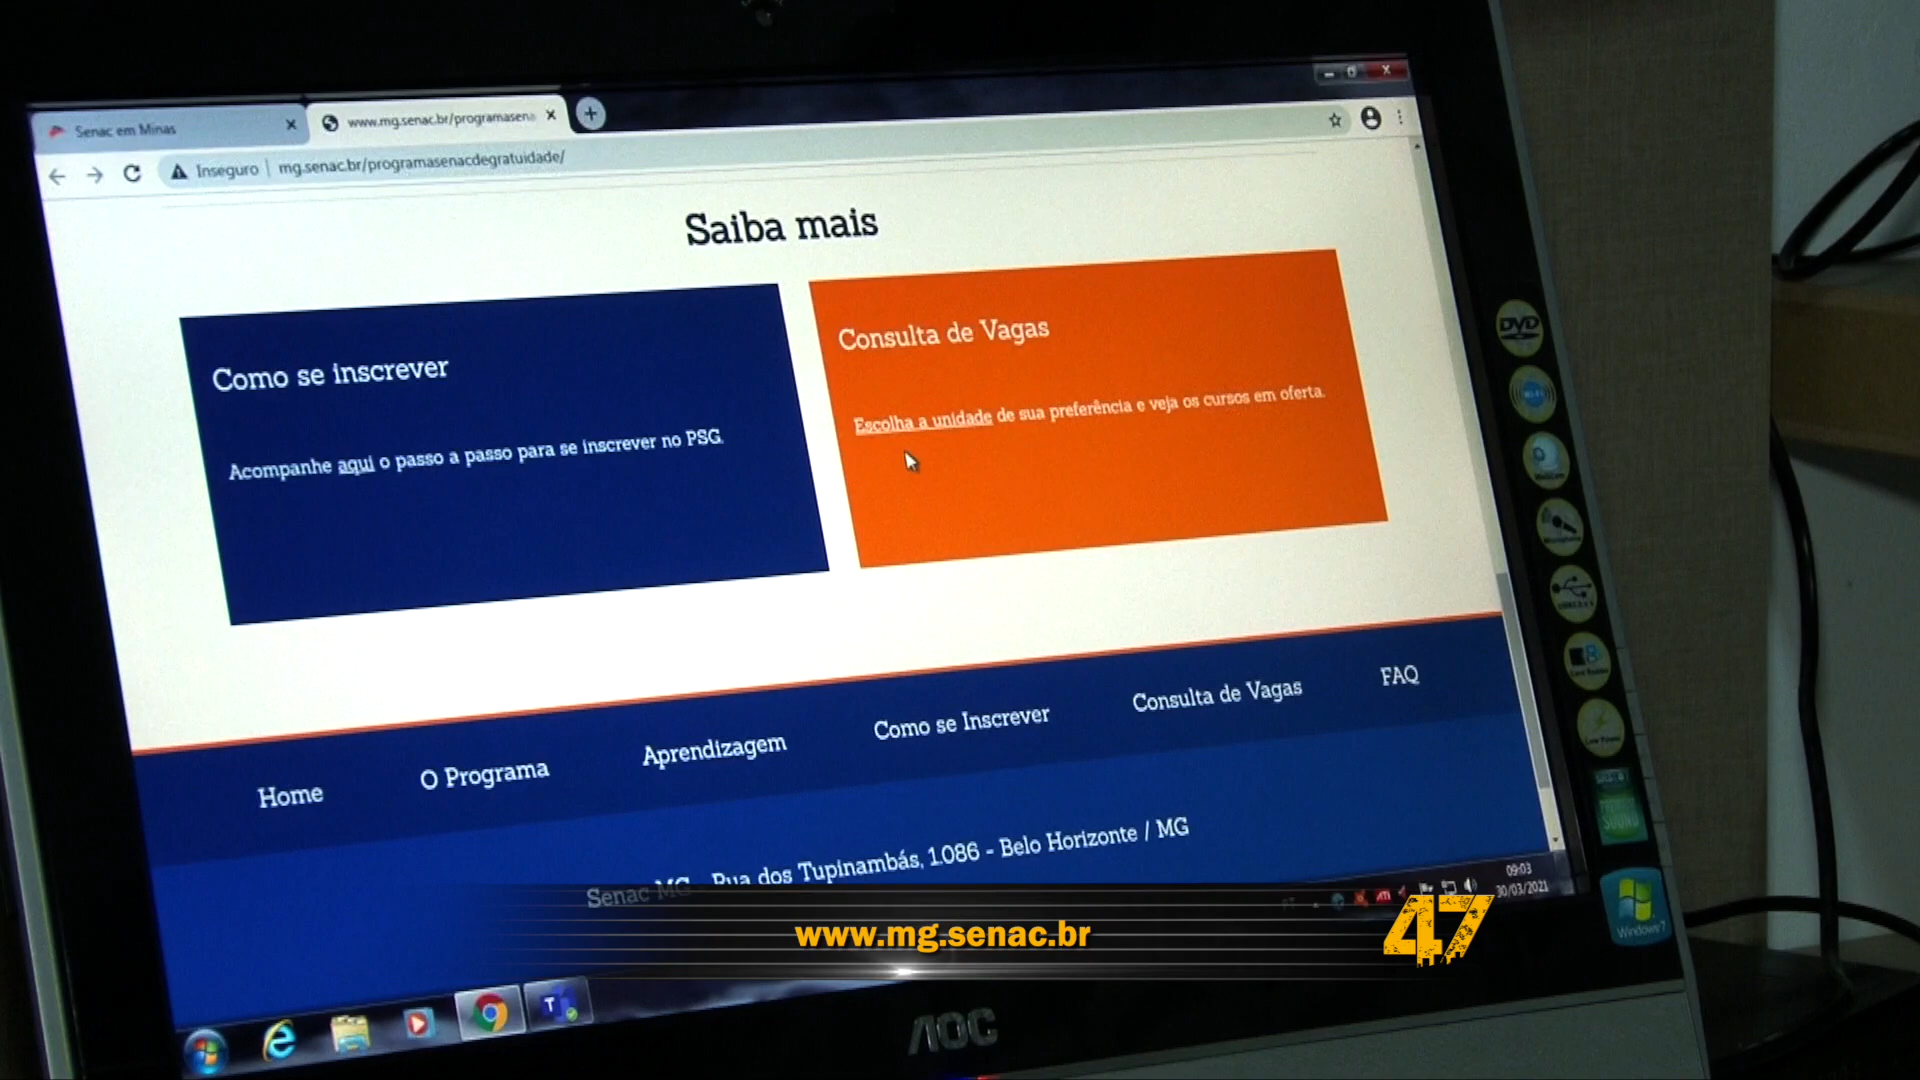 Senac em Minas
www.mg.senac.br/programasena
Inseguro | mg.senac.br/programasenacdegratuidade/
Saiba mais
Como se inscrever
Acompanhe aqui o passo a passo para se inscrever no PSG.
Consulta de Vagas
Escolha a unidade de sua preferência e veja os cursos em oferta.
Home
O Programa
Aprendizagem
Como se Inscrever
Consulta de Vagas
FAQ
Senac MG - Rua dos Tupinambás, 1.086 - Belo Horizonte / MG
09:03
30/03/2021
www.mg.senac.br
47
AOC
DVD
Wi-Fi
Windows 7